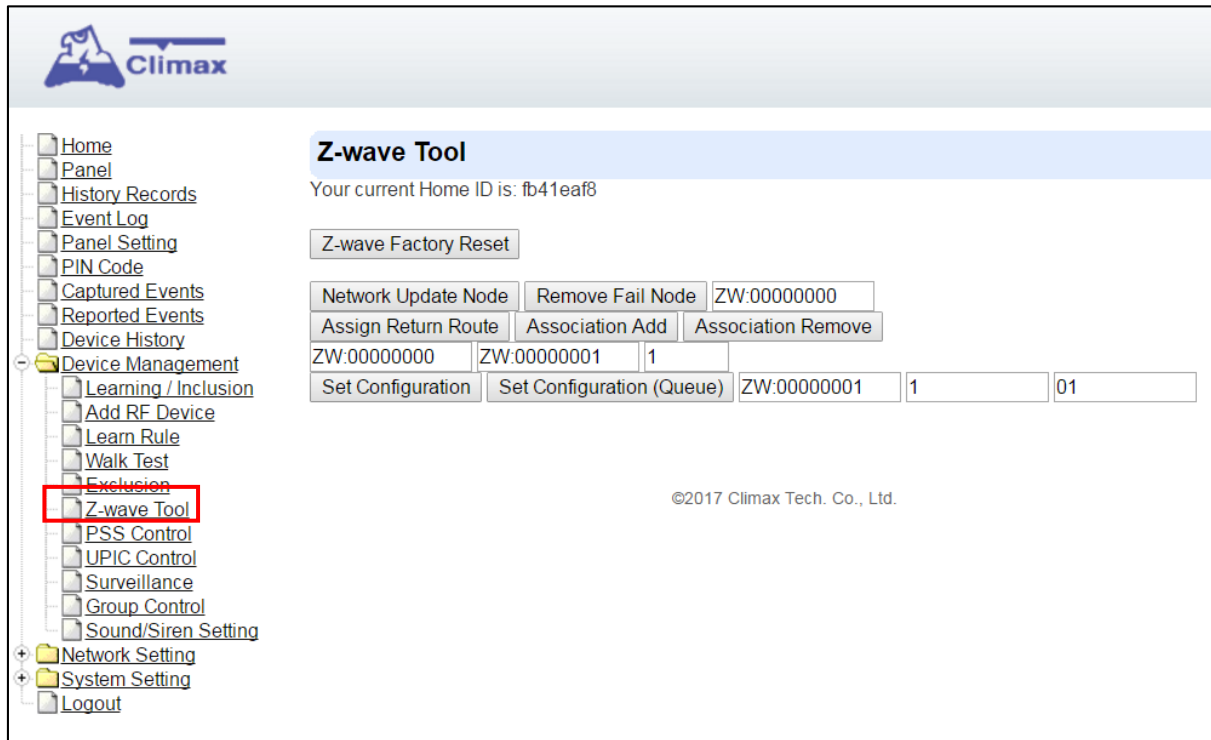 Climax
Home
Panel
History Records
Event Log
Panel Setting
PIN Code
Captured Events
Reported Events
Device History
Device Management
Learning / Inclusion
Add RF Device
Learn Rule
Walk Test
Exclusion
Z-wave Tool
PSS Control
UPIC Control
Surveillance
Group Control
Sound/Siren Setting
Network Setting
System Setting
Logout
Z-wave Tool
Your current Home ID is: fb41eaf8
Z-wave Factory Reset
Network Update Node Remove Fail Node ZW:00000000
Assign Return Route Association Add Association Remove
ZW:00000000 ZW:00000001 1
Set Configuration Set Configuration (Queue) ZW:00000001 1 01
©2017 Climax Tech. Co., Ltd.